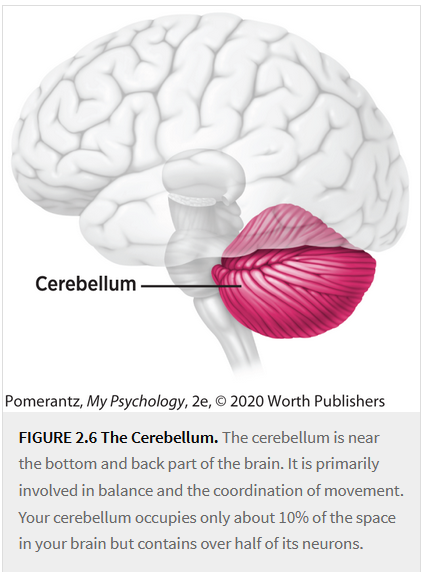 Cerebellum
Pomerantz, My Psychology, 2e, © 2020 Worth Publishers
FIGURE 2.6 The Cerebellum. The cerebellum is near
the bottom and back part of the brain. It is primarily
involved in balance and the coordination of movement.
Your cerebellum occupies only about 10% of the space
in your brain but contains over half of its neurons.